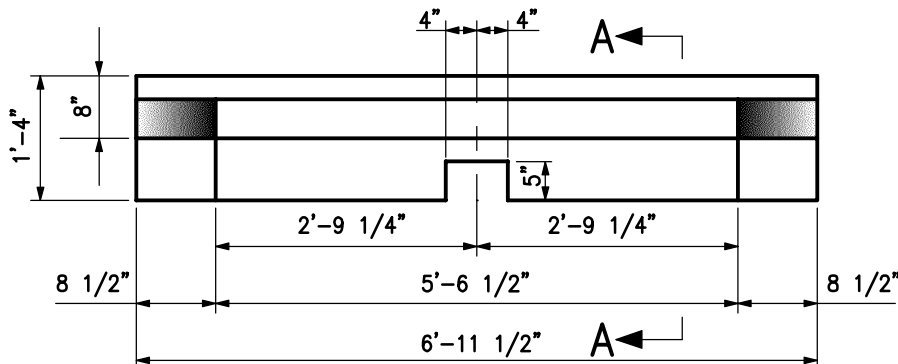 4” 4”
A
1’-4”
8”
5”
2’-9 1/4” 2’-9 1/4”
8 1/2” 5’-6 1/2” 8 1/2”
6’-11 1/2”
A